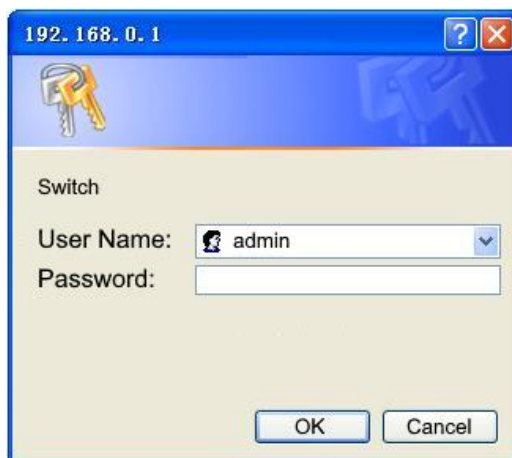 192.168.0.1
?
Switch
User Name: admin
Password:
OK Cancel